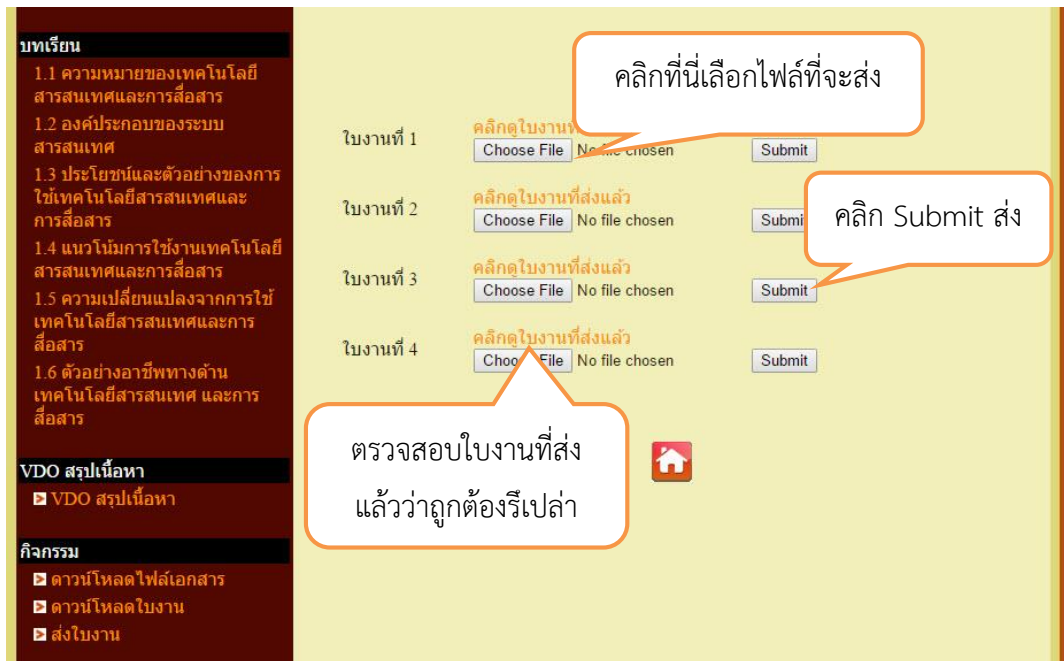 บทเรียน
1.1 ความหมายของเทคโนโลยี
สารสนเทศและการสื่อสาร
1.2 องค์ประกอบของระบบ
สารสนเทศ
1.3 ประโยชน์และตัวอย่างของการ
ใช้เทคโนโลยีสารสนเทศและ
การสื่อสาร
1.4 แนวโน้มการใช้งานเทคโนโลยี
สารสนเทศและการสื่อสาร
1.5 ความเปลี่ยนแปลงจากการใช้
เทคโนโลยีสารสนเทศและการ
สื่อสาร
1.6 ตัวอย่างอาชีพทางด้าน
เทคโนโลยีสารสนเทศ และการ
สื่อสาร
VDO สรุปเนื้อหา
VDO สรุปเนื้อหา
กิจกรรม
ดาวน์โหลดไฟล์เอกสาร
ดาวน์โหลดใบงาน
ส่งใบงาน
คลิกที่นี่เลือกไฟล์ที่จะส่ง
คลิกดูใบงาน
ใบงานที่ 1 Choose File No file chosen Submit
คลิกดูใบงานที่ส่งแล้ว
ใบงานที่ 2 Choose File No file chosen Submi
คลิก Submit ส่ง
คลิกดูใบงานที่ส่งแล้ว
ใบงานที่ 3 Choose File No file chosen Submit
คลิกดูใบงานที่ส่งแล้ว
ใบงานที่ 4 Choose File No file chosen Submit
ตรวจสอบใบงานที่ส่ง
แล้วว่าถูกต้องรึเปล่า